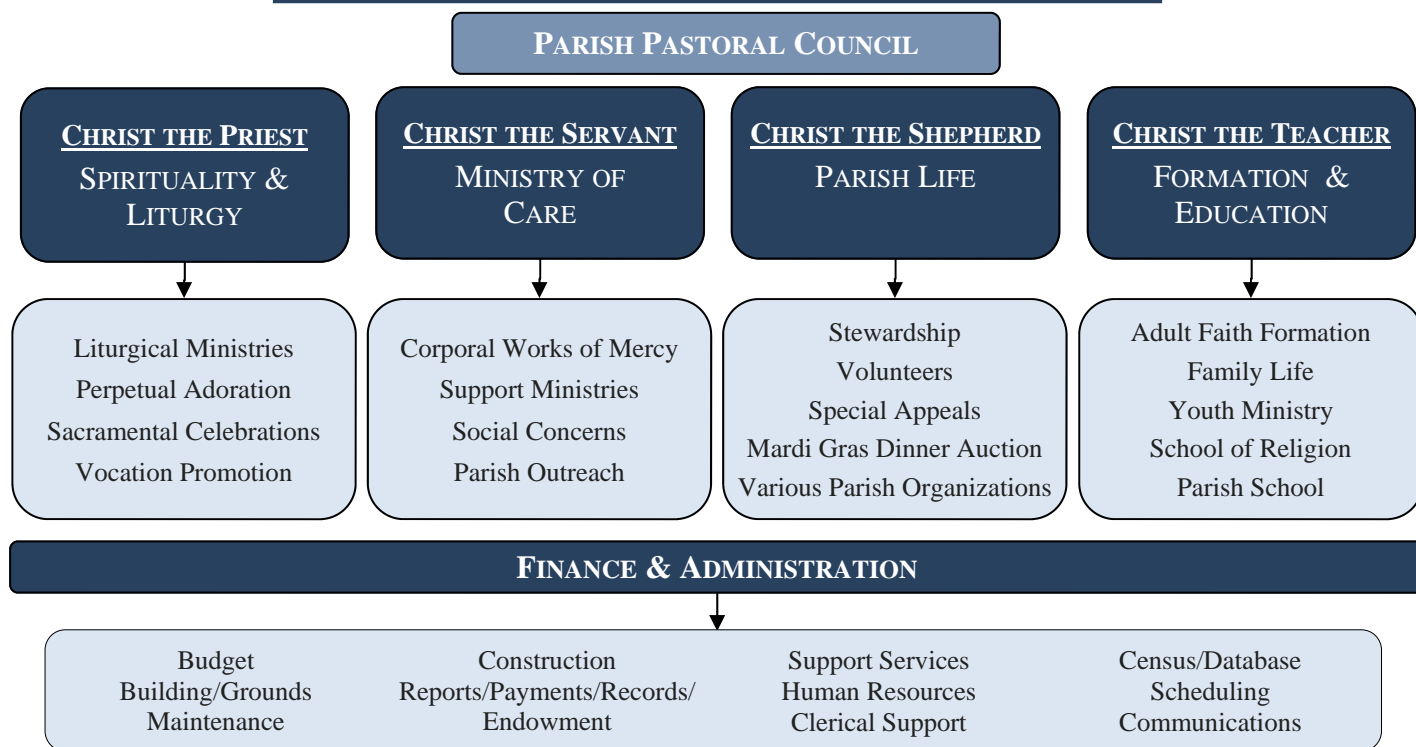 PARISH PASTORAL COUNCIL
CHRIST THE PRIEST
SPIRITUALITY &
LITURGY
CHRIST THE SERVANT
MINISTRY OF
CARE
CHRIST THE SHEPHERD
PARISH LIFE
CHRIST THE TEACHER
FORMATION &
EDUCATION
Liturgical Ministries
Perpetual Adoration
Sacramental Celebrations
Vocation Promotion
Corporal Works of Mercy
Support Ministries
Social Concerns
Parish Outreach
Stewardship
Volunteers
Special Appeals
Mardi Gras Dinner Auction
Various Parish Organizations
Adult Faith Formation
Family Life
Youth Ministry
School of Religion
Parish School
FINANCE & ADMINISTRATION
Budget
Building/Grounds
Maintenance
Construction
Reports/Payments/Records/
Endowment
Support Services
Human Resources
Clerical Support
Census/Database
Scheduling
Communications